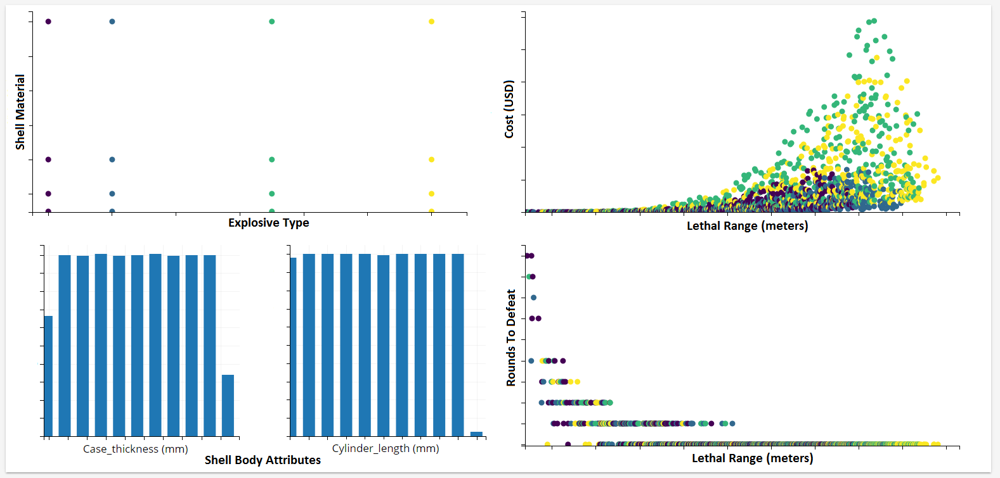 Shell Material
Explosive Type
Cost (USD)
Lethal Range (meters)
Case_thickness (mm)
Cylinder_length (mm)
Shell Body Attributes
Rounds To Defeat
Lethal Range (meters)